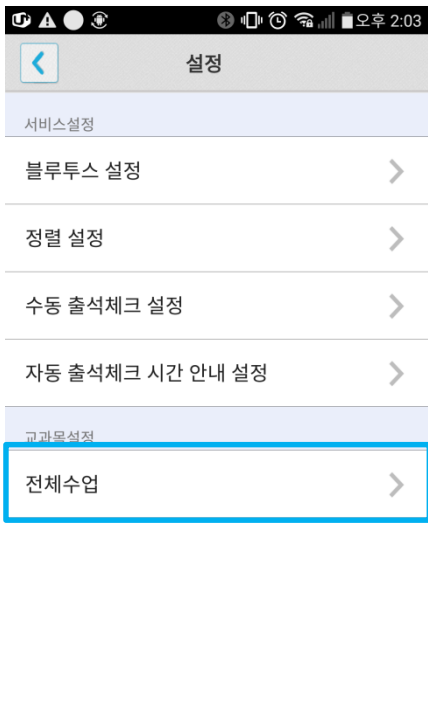 오후 2:03
설정
서비스설정
블루투스 설정
정렬 설정
수동 출석체크 설정
자동 출석체크 시간 안내 설정
교과목설정
전체수업